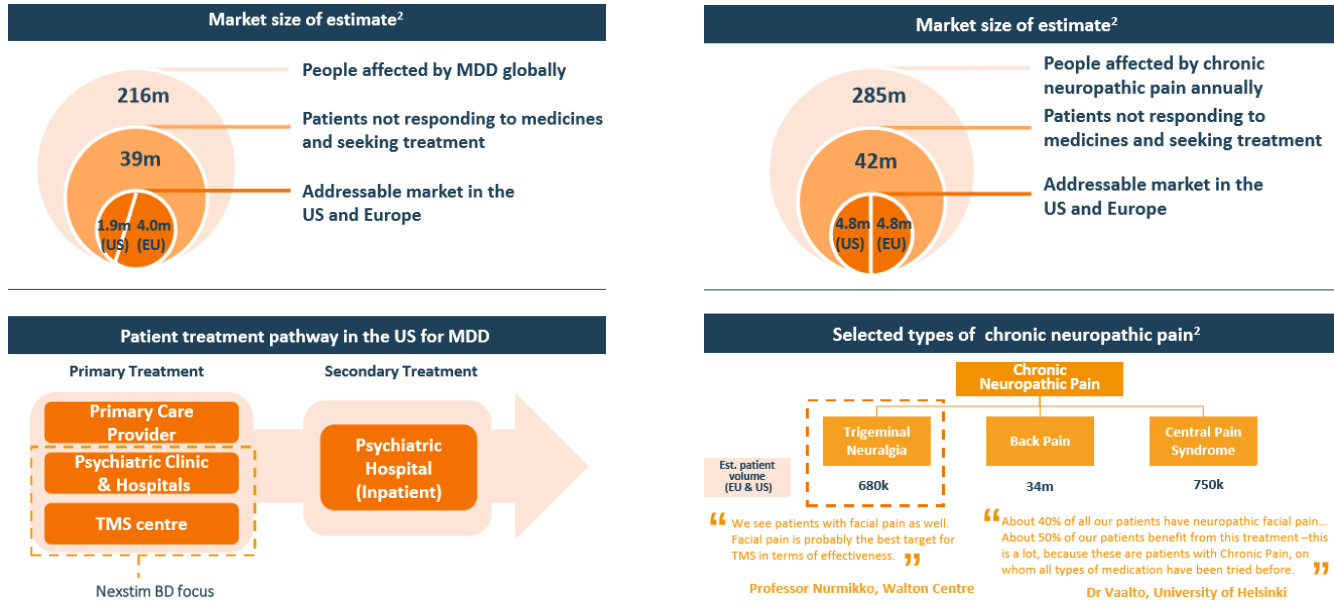 Market size of estimate²
People affected by MDD globally
216m
Patients not responding to medicines
and seeking treatment
39m
Addressable market in the
US and Europe
1.9m 4.0m
(US) (EU)
Patient treatment pathway in the US for MDD
Primary Treatment
Secondary Treatment
Primary Care
Provider
Psychiatric Clinic
& Hospitals
TMS centre
Psychiatric
Hospital
(Inpatient)
Nexstim BD focus
Market size of estimate²
People affected by chronic
neuropathic pain annually
285m
Patients not responding to
medicines and seeking treatment
42m
Addressable market in the
US and Europe
4.8m 4.8m
(US) (EU)
Selected types of chronic neuropathic pain²
Chronic
Neuropathic Pain
Trigeminal
Neuralgia
Back Pain
Central Pain
Syndrome
Est. patient
volume
(EU & US)
680k
34m
750k
“ We see patients with facial pain as well.
Facial pain is probably the best target for
TMS in terms of effectiveness. ”
Professor Nurmikko, Walton Centre
“ About 40% of all our patients have neuropathic facial pain...
About 50% of our patients benefit from this treatment –this
is a lot, because these are patients with Chronic Pain, on
whom all types of medication have been tried before. ”
Dr Vaalto, University of Helsinki